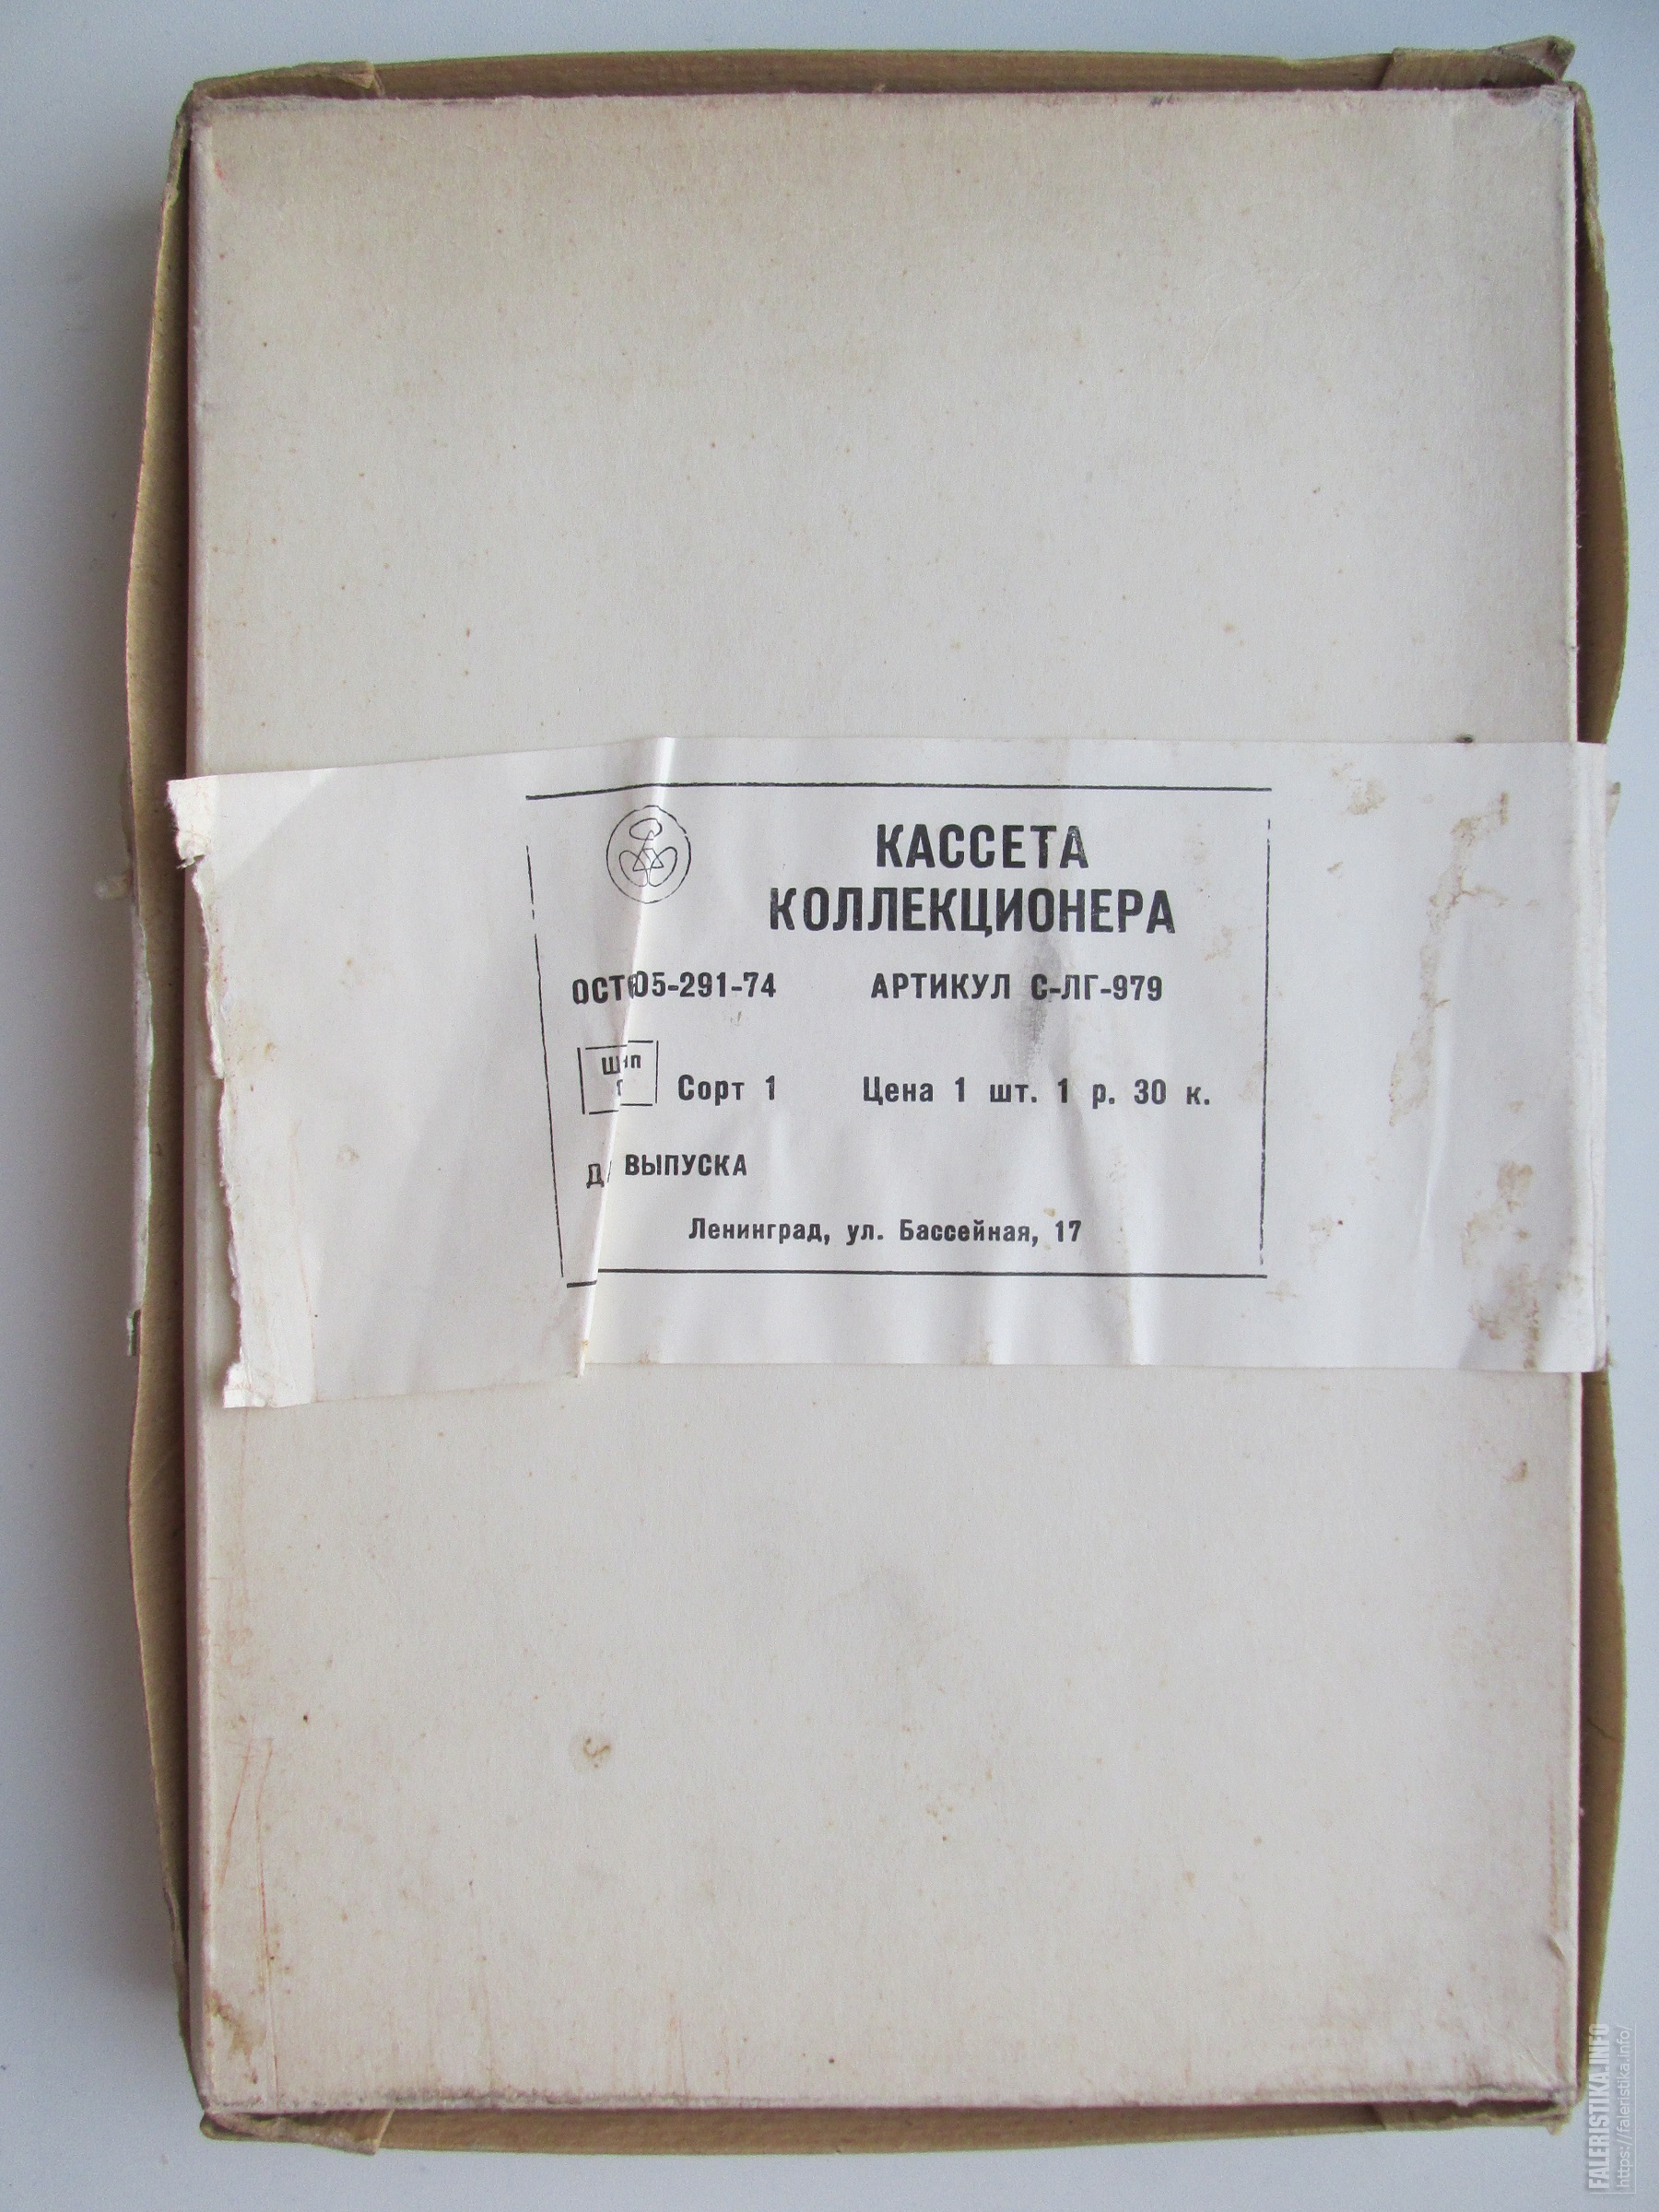 КАССЕТА
КОЛЛЕКЦИОНЕРА
ОСТ 05-291-74 АРТИКУЛ С-ЛГ-979
Сорт 1 Цена 1 шт. 1 р. 30 к.
ВЫПУСКА
Ленинград, ул. Бассейная, 17
FALERISTIKA.INFO
https://faleristika.info/